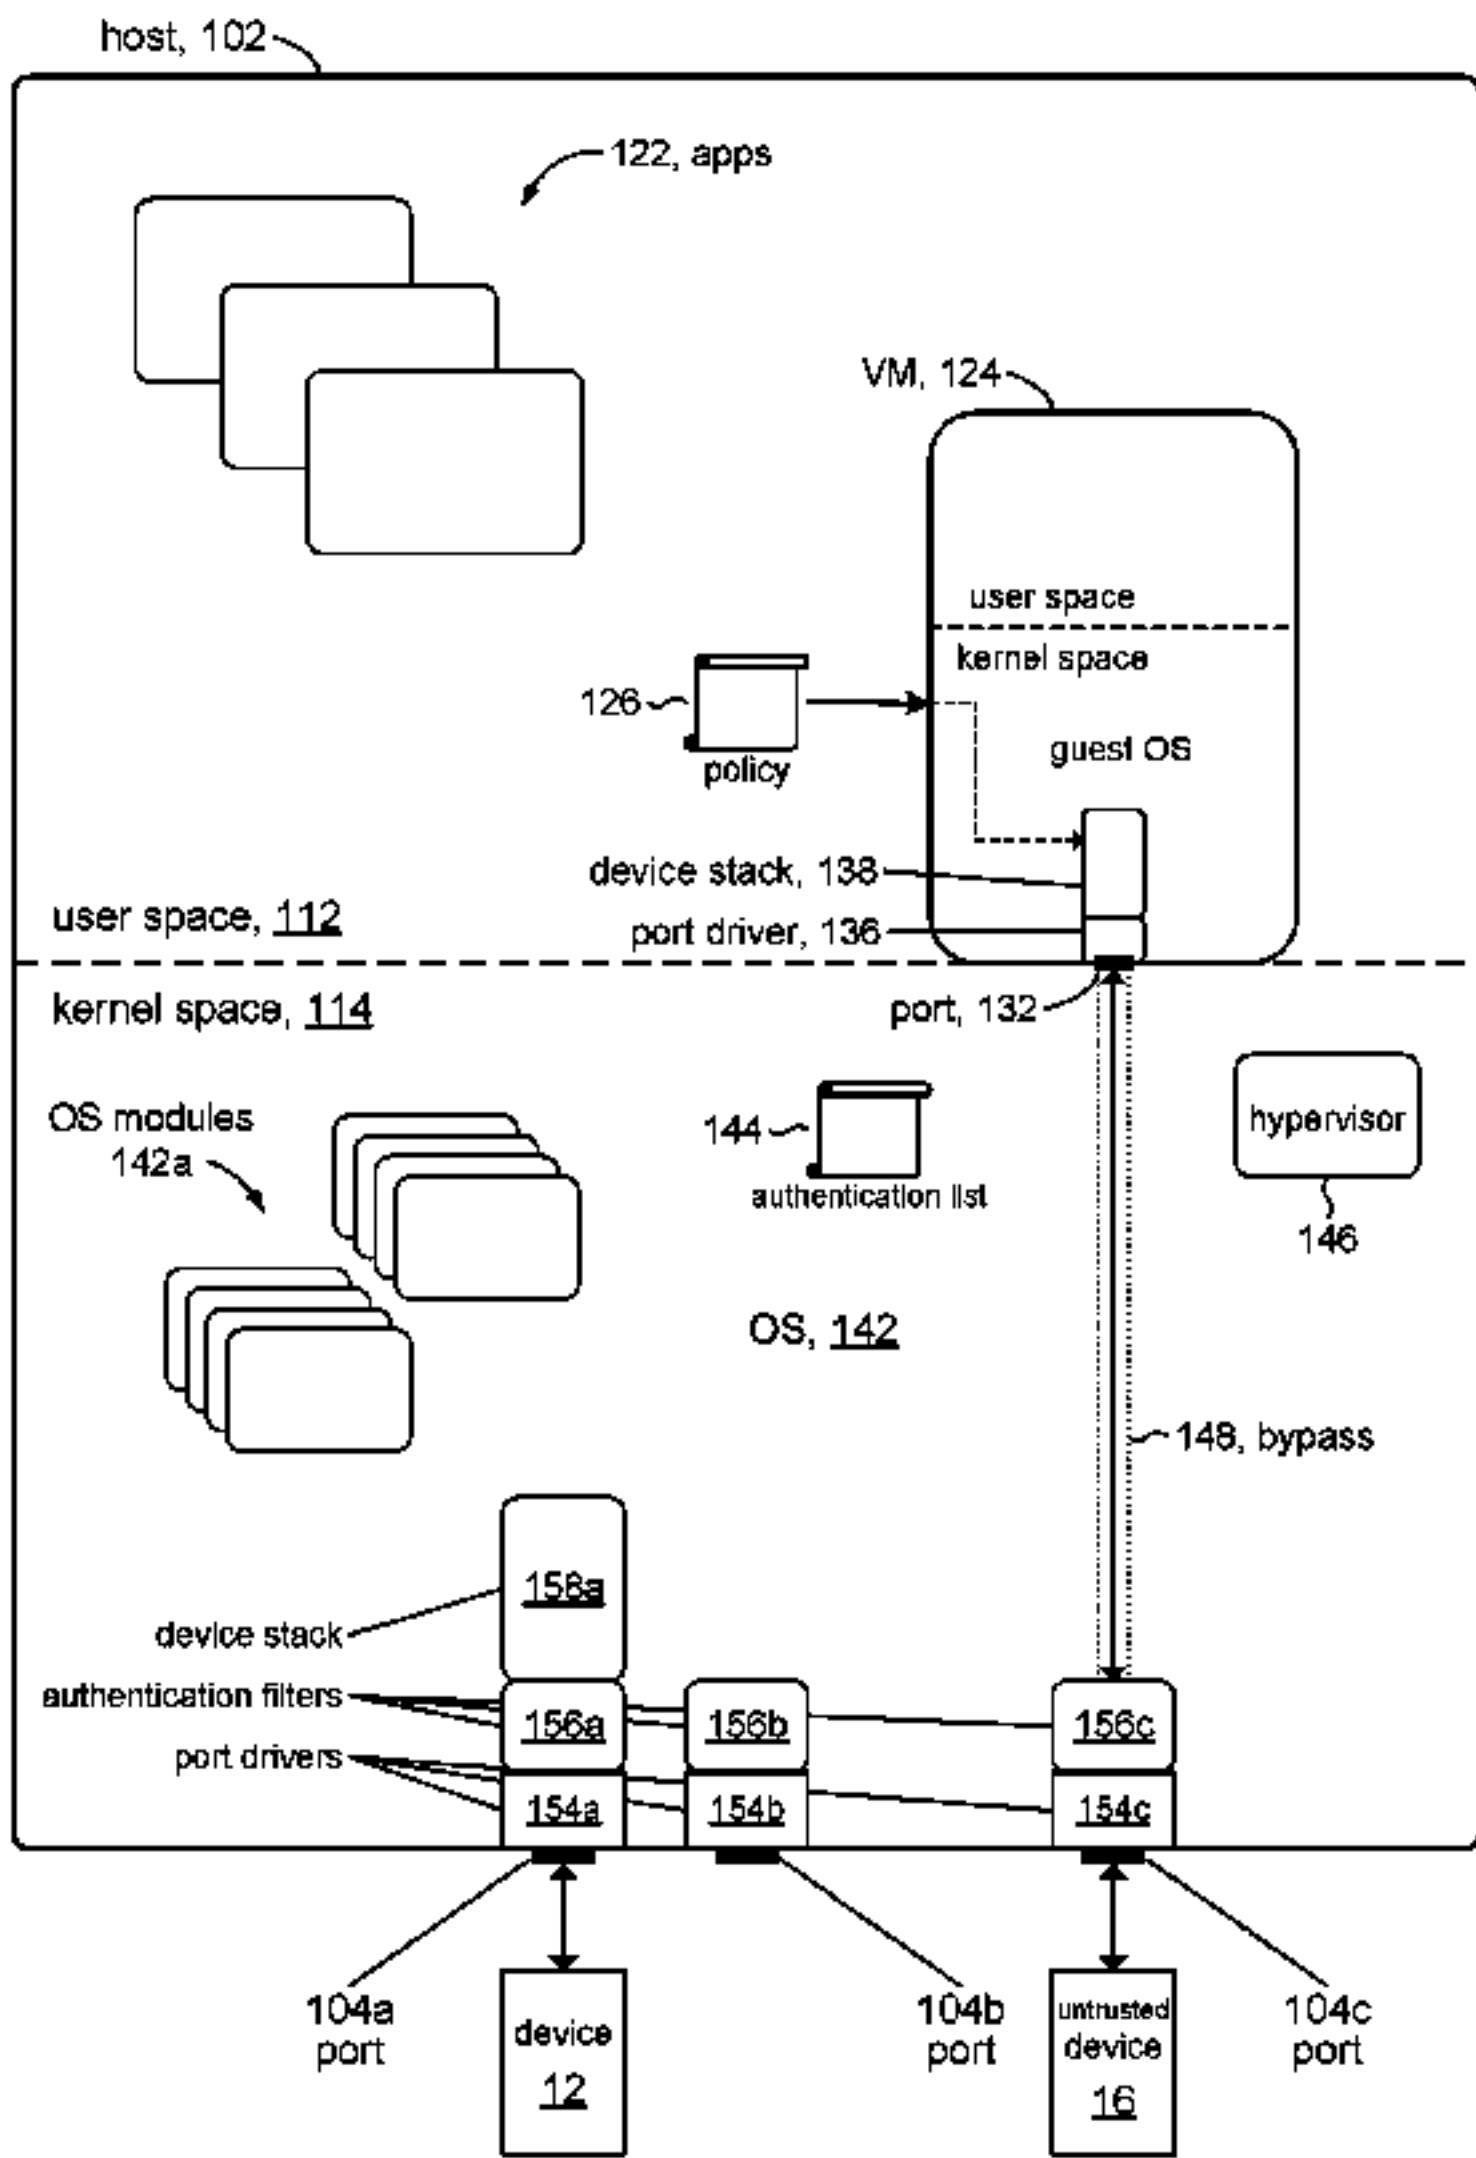 host, 102
122, apps
VM, 124
user space
kernel space
126
guest OS
policy
device stack, 138
user space, 112
port driver, 136
kernel space, 114
port, 132
OS modules
142a
144
hypervisor
authentication list
146
OS, 142
148, bypass
158a
device stack
authentication filters
156a
156b
156c
port drivers
154a
154b
154c
104a
port
device
12
104b
port
untrusted
device
16
104c
port